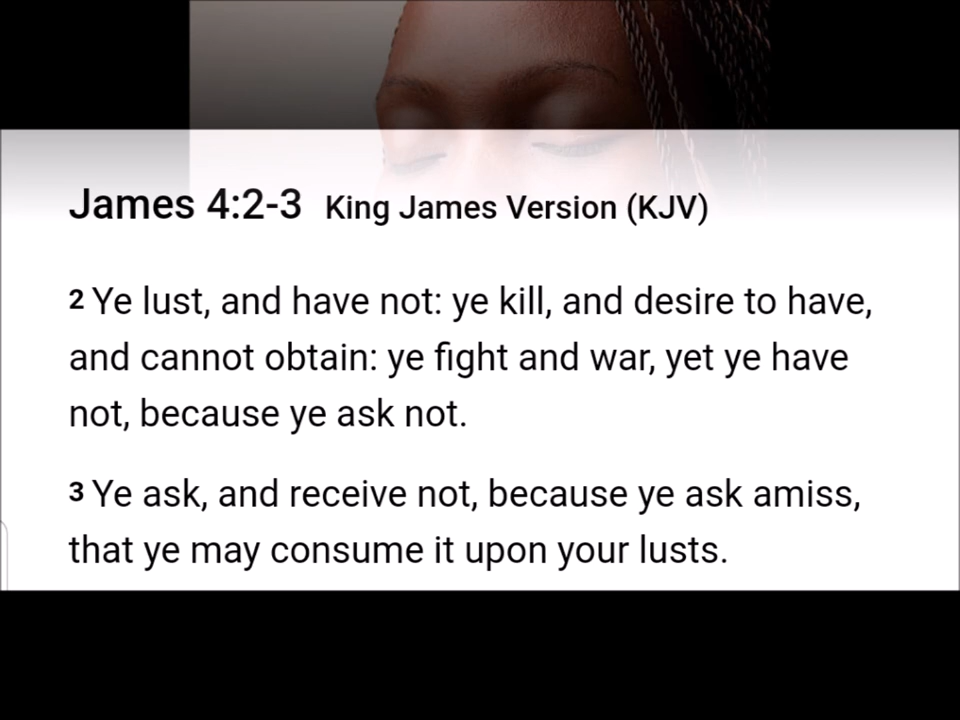 James 4:2-3 King James Version (KJV)
2 Ye lust, and have not: ye kill, and desire to have,
and cannot obtain: ye fight and war, yet ye have
not, because ye ask not.
3 Ye ask, and receive not, because ye ask amiss,
that ye may consume it upon your lusts.